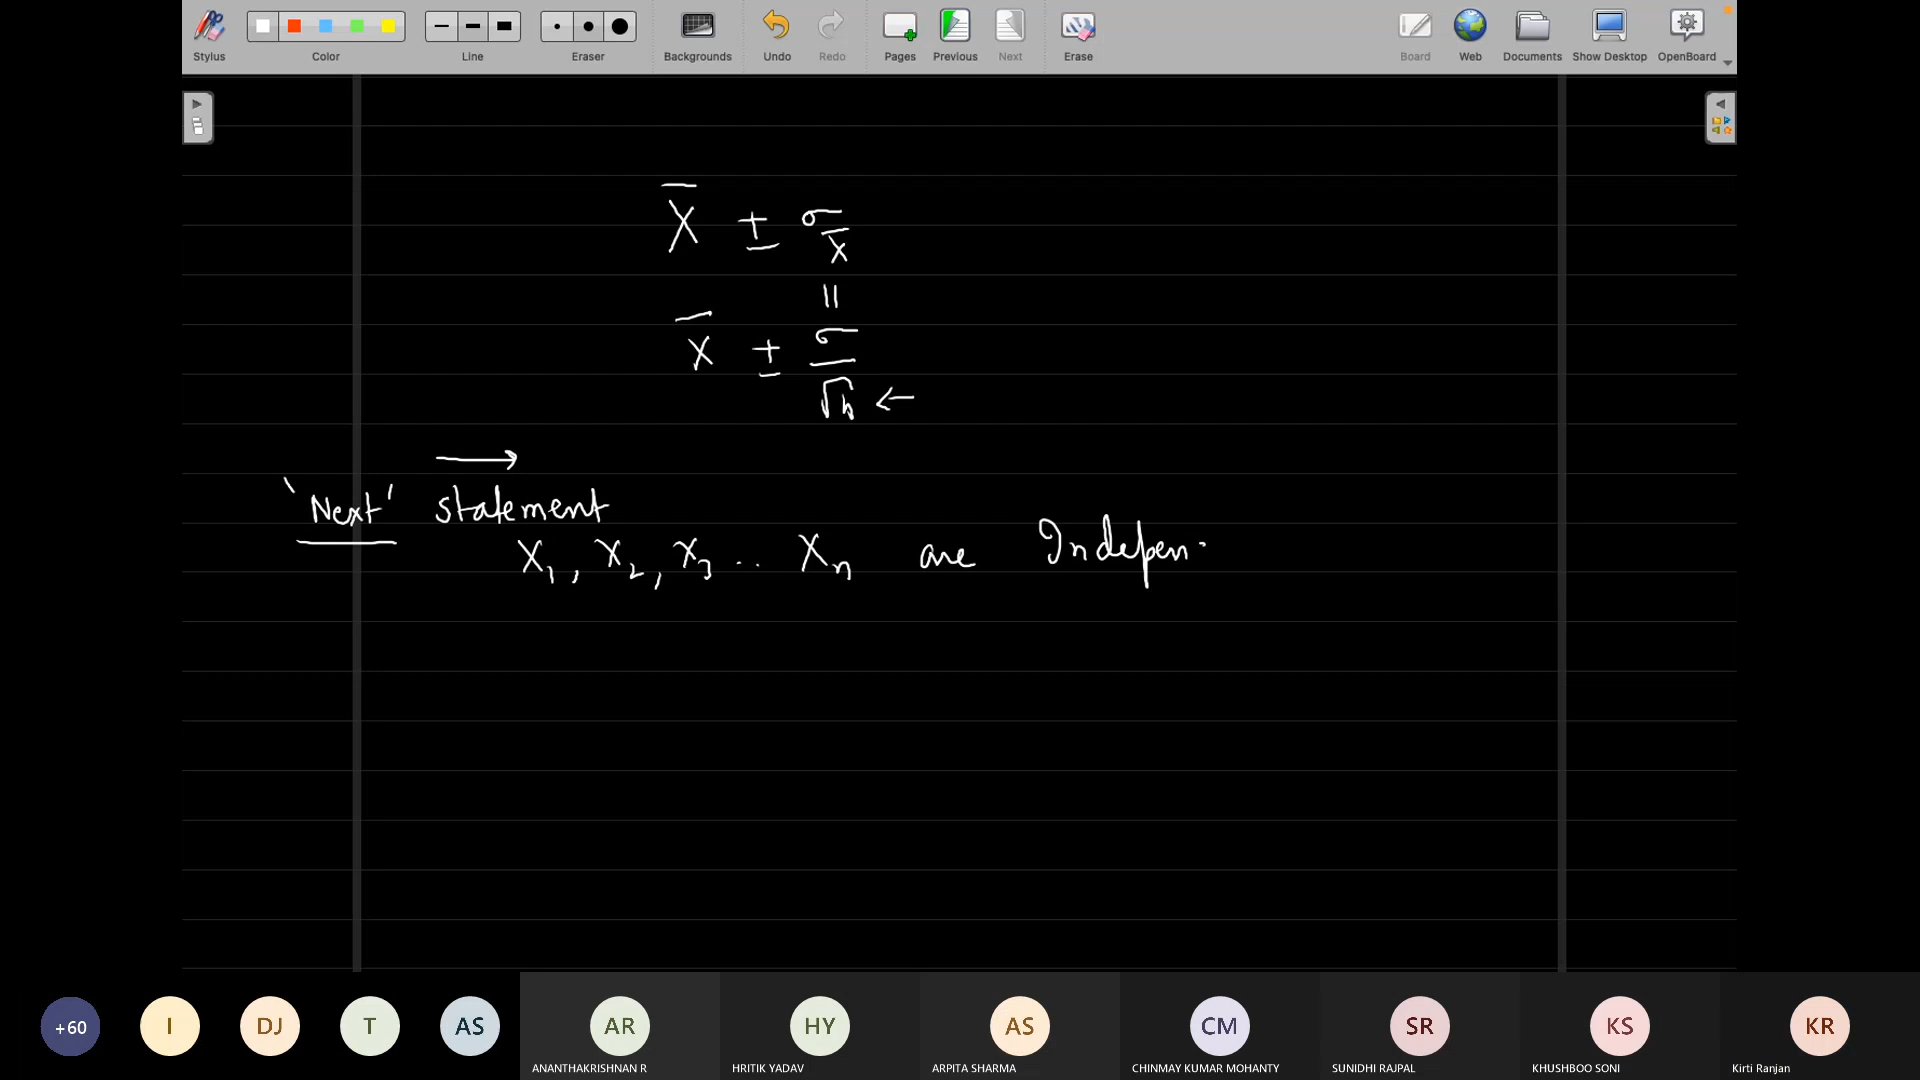 Stylus Color Line Eraser Backgrounds Undo Redo Pages Previous Next Erase Board Web Documents Show Desktop OpenBoard
X̄ ± σ_X̄
=
X̄ ± σ/√n ←
→
'Next' statement
X₁, X₂, X₃ .. Xₙ are Indepen
+60 I DJ T AS AR HY AS CM SR KS KR
ANANTHAKRISHNAN R HRITIK YADAV ARPITA SHARMA CHINMAY KUMAR MOHANTY SUNIDHI RAJPAL KHUSHBOO SONI Kirti Ranjan